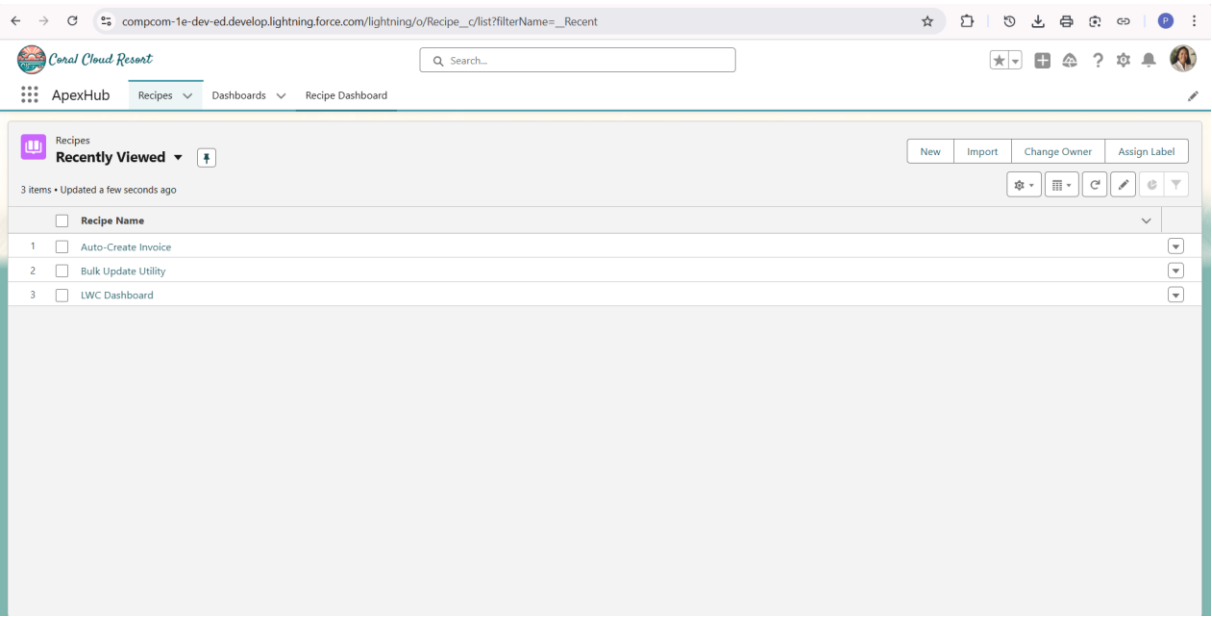 compcom-1e-dev-ed.develop.lightning.force.com/lightning/o/Recipe__c/list?filterName=__Recent
P
Coral Cloud Resort
Search...
ApexHub
Recipes
Dashboards
Recipe Dashboard
Recipes
Recently Viewed
New
Import
Change Owner
Assign Label
3 items • Updated a few seconds ago
Recipe Name
1 Auto-Create Invoice
2 Bulk Update Utility
3 LWC Dashboard